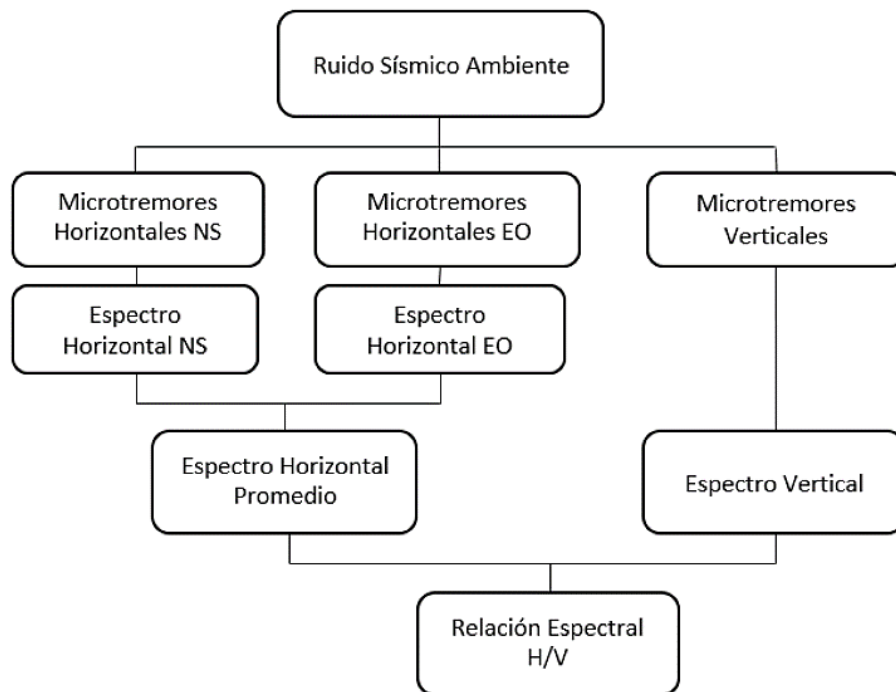 Ruido Sísmico Ambiente
Microtremores
Horizontales NS
Microtremores
Horizontales EO
Microtremores
Verticales
Espectro
Horizontal NS
Espectro
Horizontal EO
Espectro Horizontal
Promedio
Espectro Vertical
Relación Espectral
H/V